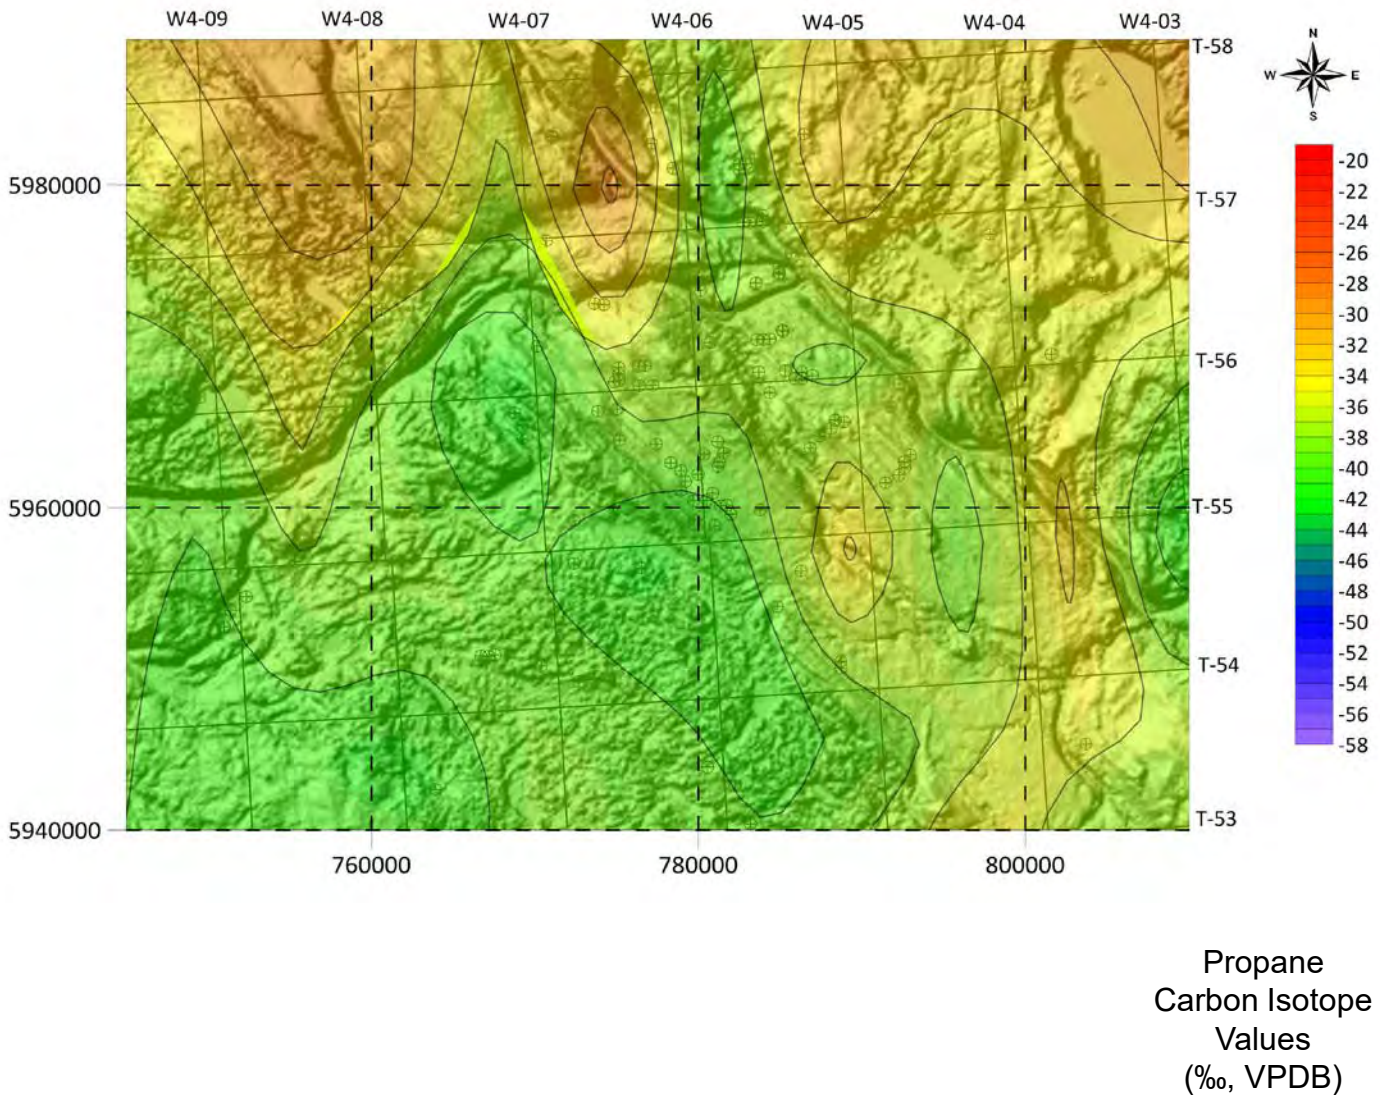 W4-09 W4-08 W4-07 W4-06 W4-05 W4-04 W4-03
T-58
N
W E
S
-20
-22
5980000
T-57
-24
-26
-28
-30
-32
T-56
-34
-36
-38
-40
5960000
T-55
-42
-44
-46
-48
-50
T-54
-52
-54
-56
-58
5940000
T-53
760000 780000 800000
Propane
Carbon Isotope
Values
(‰, VPDB)